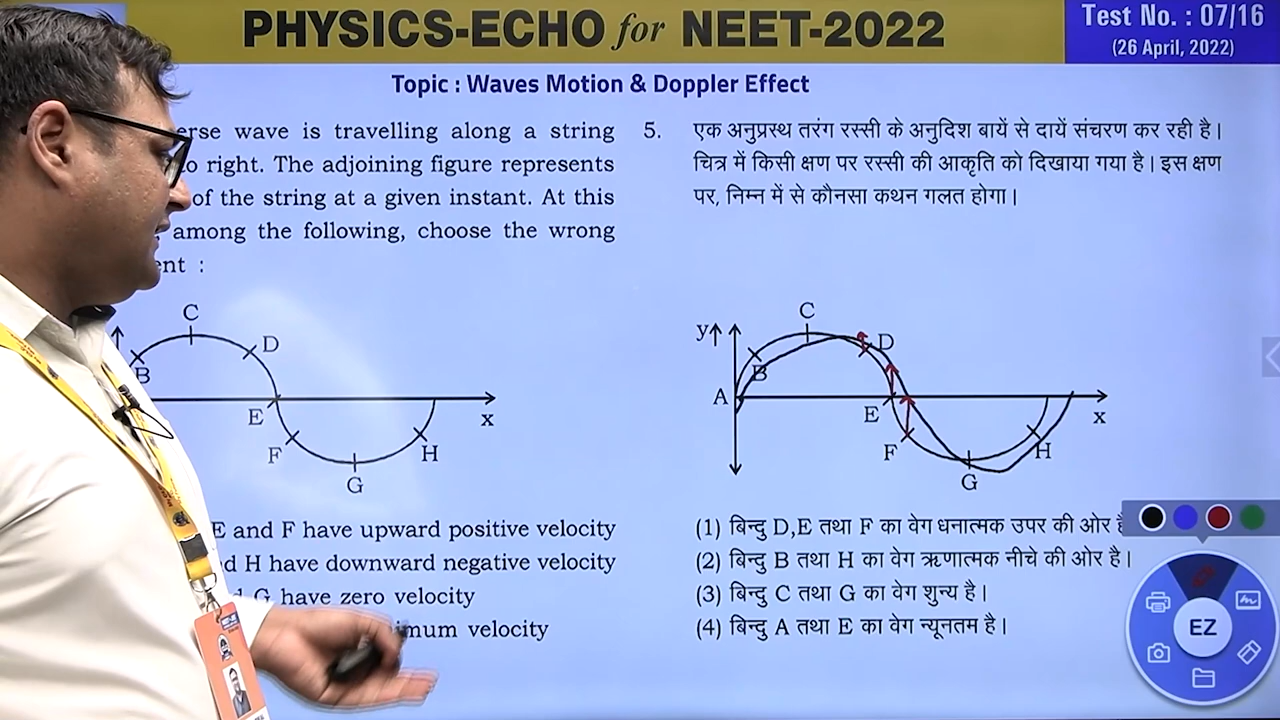 PHYSICS-ECHO for NEET-2022
Test No. : 07/16
(26 April, 2022)
Topic : Waves Motion & Doppler Effect
wave is travelling along a string
right. The adjoining figure represents
of the string at a given instant. At this
among the following, choose the wrong
:
C
D
B
E
x
F
H
G
E and F have upward positive velocity
H have downward negative velocity
G have zero velocity
velocity
5. एक अनुप्रस्थ तरंग रस्सी के अनुदिश बायें से दायें संचरण कर रही है।
चित्र में किसी क्षण पर रस्सी की आकृति को दिखाया गया है। इस क्षण
पर, निम्न में से कौनसा कथन गलत होगा।
y
C
D
B
A
E
x
F
H
G
(1) बिन्दु D,E तथा F का वेग धनात्मक उपर की ओर
(2) बिन्दु B तथा H का वेग ऋणात्मक नीचे की ओर है।
(3) बिन्दु C तथा G का वेग शून्य है।
(4) बिन्दु A तथा E का वेग न्यूनतम है।
EZ